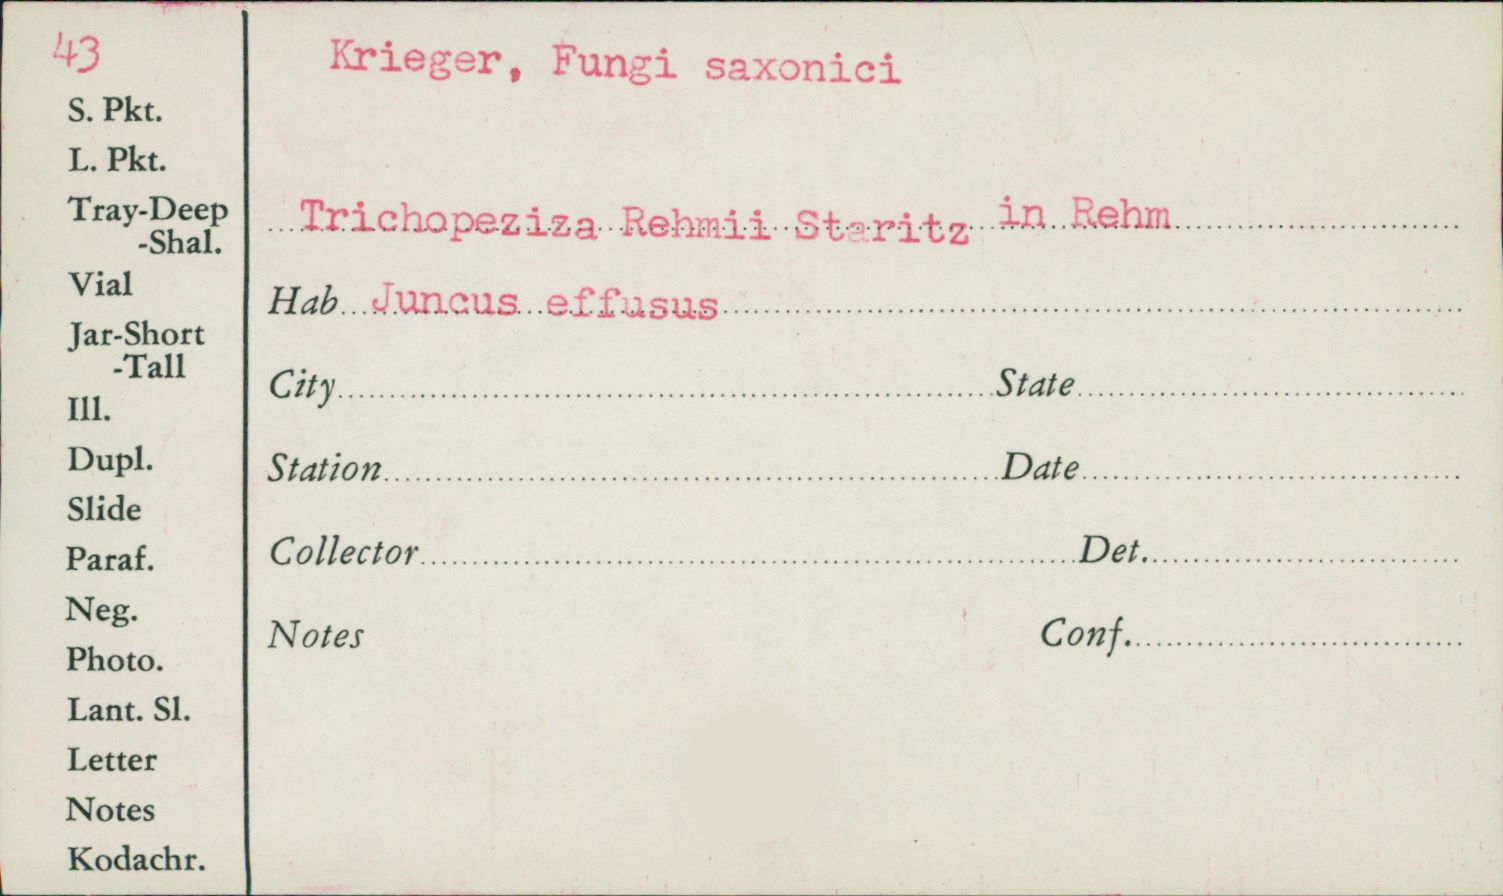 43
Krieger, Fungi saxonici
S. Pkt.
L. Pkt.
Tray-Deep
-Shal.
Vial
Jar-Short
-Tall
Ill.
Dupl.
Slide
Paraf.
Neg.
Photo.
Lant. Sl.
Letter
Notes
Kodachr.
Trichopeziza Rehmii Staritz in Rehm
Hab Juncus effusus
City State
Station Date
Collector Det.
Notes Conf.